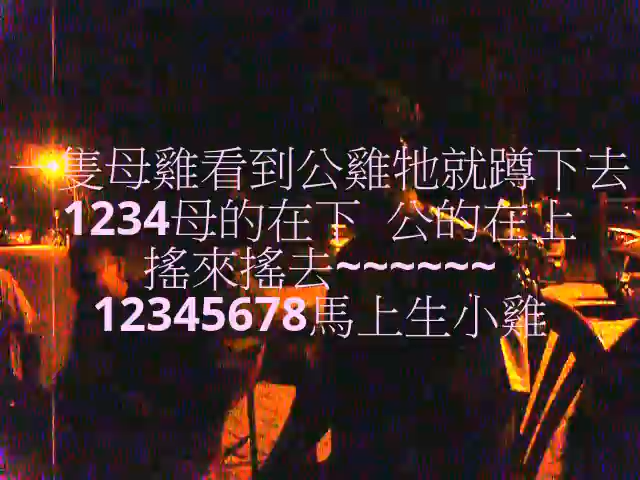 一隻母雞看到公雞牠就蹲下去
1234母的在下 公的在上
搖來搖去~~~~~~
12345678馬上生小雞